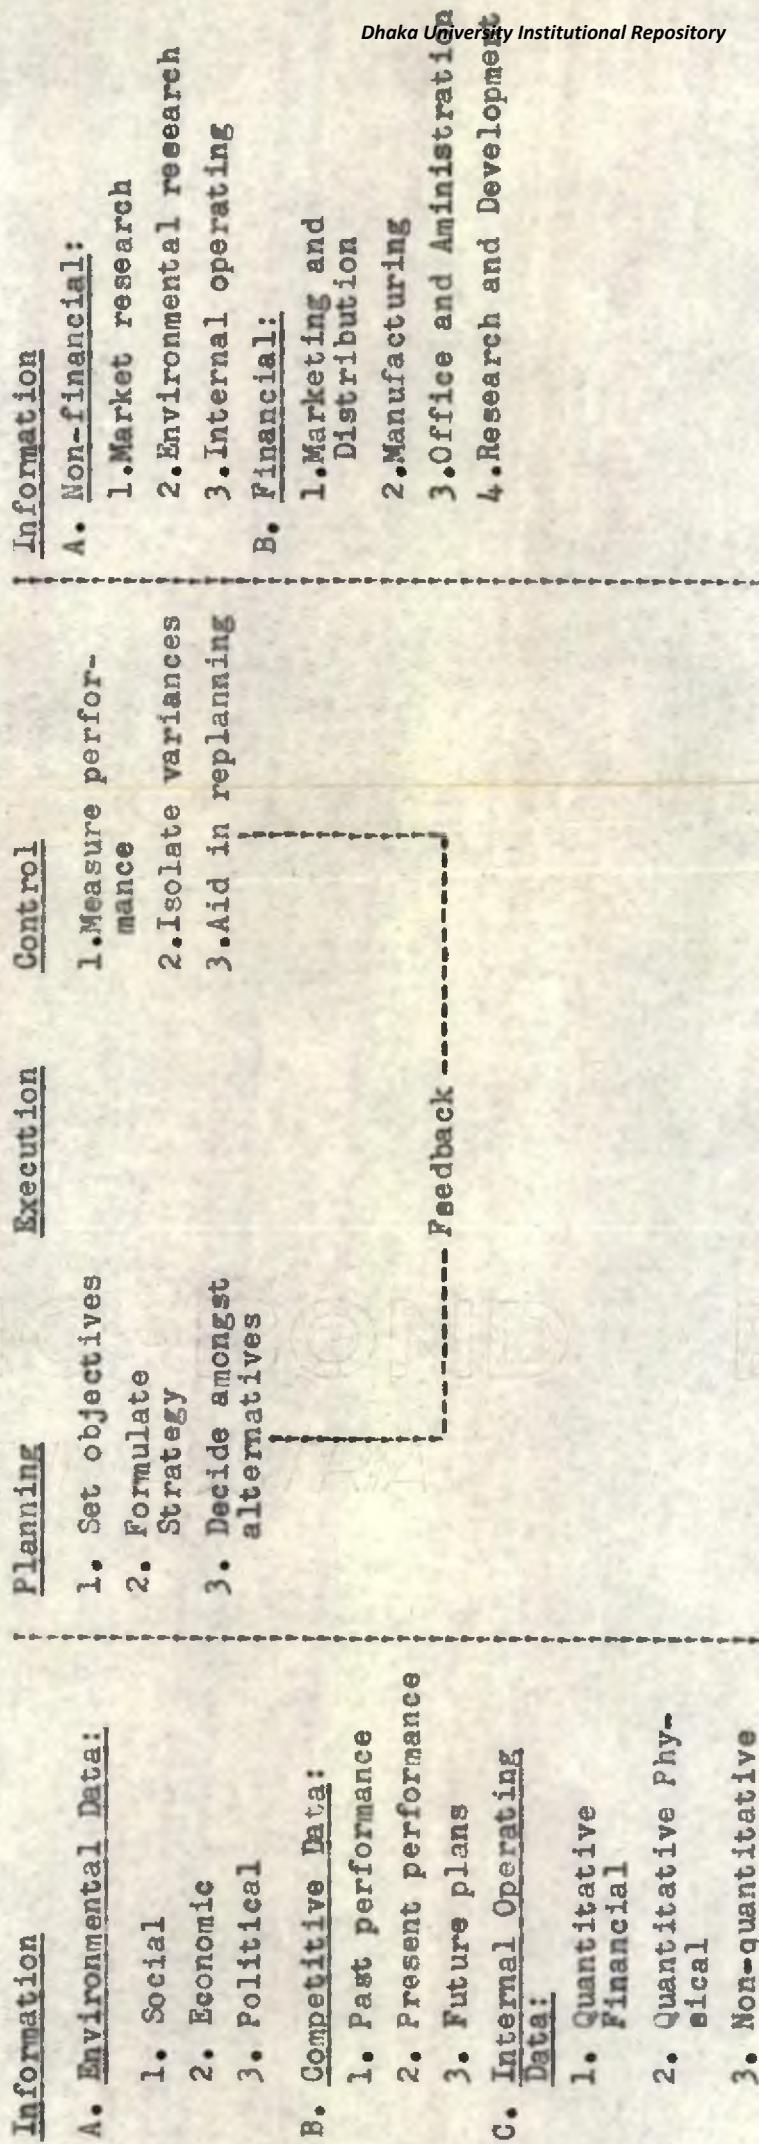 Dhaka University Institutional Repository
Information
A. Environmental Data:
1. Social
2. Economic
3. Political
B. Competitive Data:
1. Past performance
2. Present performance
3. Future plans
C. Internal Operating
Data:
1. Quantitative
Financial
2. Quantitative Phy-
sical
3. Non-quantitative
Planning
1. Set objectives
2. Formulate
Strategy
3. Decide amongst
alternatives
Execution
Control
1.Measure perfor-
mance
2.Isolate variances
3.Aid in replanning
Feedback
Information
A. Non-financial:
1.Market research
2.Environmental research
3.Internal operating
B. Financial:
1.Marketing and
Distribution
2.Manufacturing
3.Office and Aministration
4.Research and Development